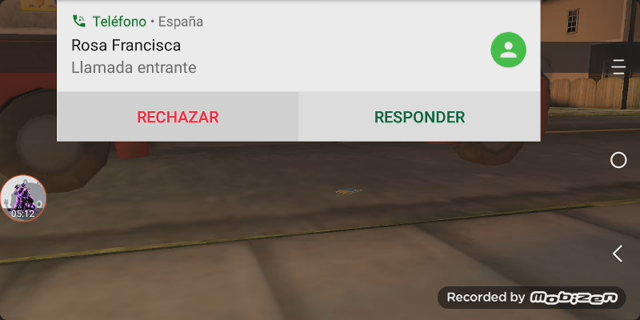 Teléfono • España
Rosa Francisca
Llamada entrante
RECHAZAR
RESPONDER
05:12
Recorded by Mobizen